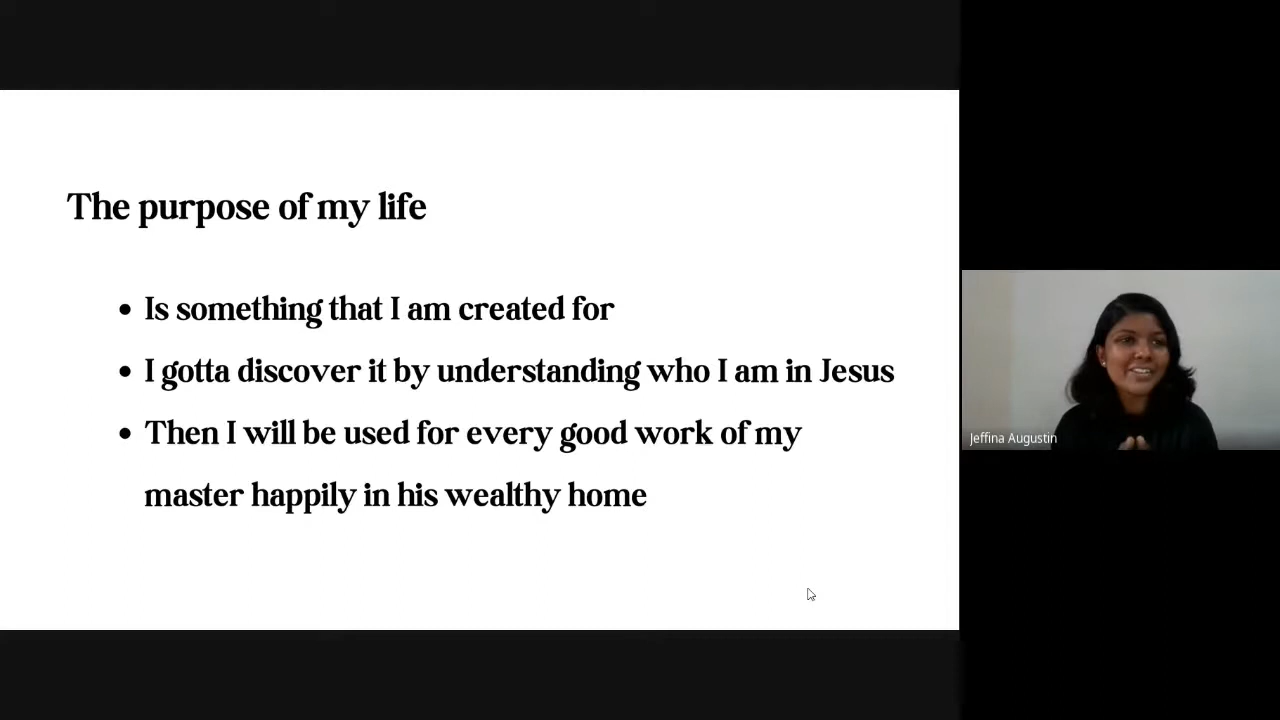 The purpose of my life
• Is something that I am created for
• I gotta discover it by understanding who I am in Jesus
• Then I will be used for every good work of my
master happily in his wealthy home
Jeffina Augustin